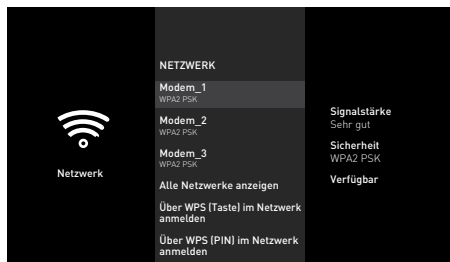 Netzwerk
NETZWERK
Modem_1
WPA2 PSK
Modem_2
WPA2 PSK
Modem_3
WPA2 PSK
Alle Netzwerke anzeigen
Über WPS (Taste) im Netzwerk
anmelden
Über WPS (PIN) im Netzwerk
anmelden
Signalstärke
Sehr gut
Sicherheit
WPA2 PSK
Verfügbar